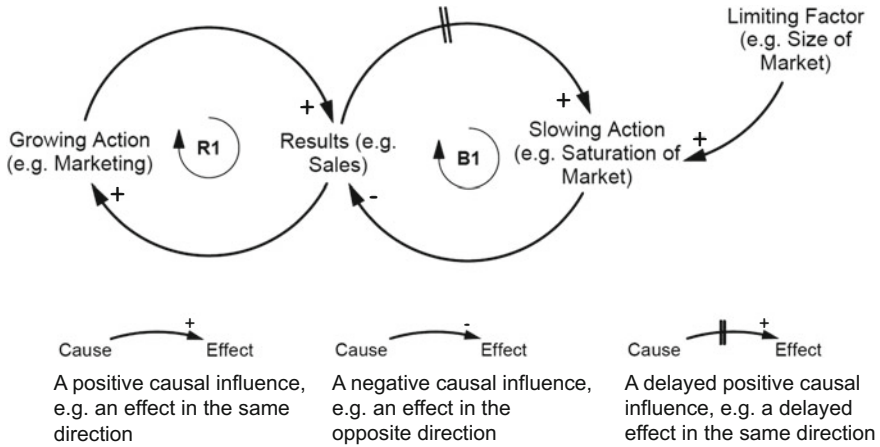 Limiting Factor
(e.g. Size of
Market)
+
+
+
Growing Action
(e.g. Marketing)
R1
Results (e.g.
Sales)
B1
Slowing Action
(e.g. Saturation of
Market)
+
-
+
Cause
Effect
-
Cause
Effect
+
Cause
Effect
A positive causal influence,
e.g. an effect in the same
direction
A negative causal influence,
e.g. an effect in the
opposite direction
A delayed positive causal
influence, e.g. a delayed
effect in the same direction